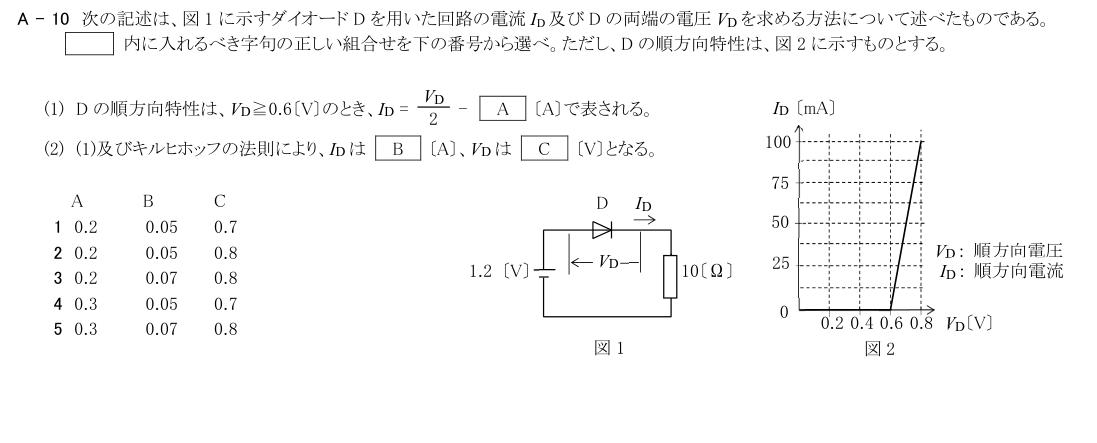 A － 10 次の記述は、図１に示すダイオード D を用いた回路の電流 ID 及び D の両端の電圧 VD を求める方法について述べたものである。
内に入れるべき字句の正しい組合せを下の番号から選べ。ただし、D の順方向特性は、図２に示すものとする。
(1) D の順方向特性は、VD≧0.6〔V〕のとき、ID = VD/2 － A 〔A〕で表される。
(2) (1)及びキルヒホッフの法則により、IDは B 〔A〕、VDは C 〔V〕となる。
A B C
1 0.2 0.05 0.7
2 0.2 0.05 0.8
3 0.2 0.07 0.8
4 0.3 0.05 0.7
5 0.3 0.07 0.8
D ID
VD
1.2〔V〕
10〔Ω〕
図１
ID〔mA〕
100
75
50
25
0
0.2 0.4 0.6 0.8 VD〔V〕
VD： 順方向電圧
ID： 順方向電流
図２